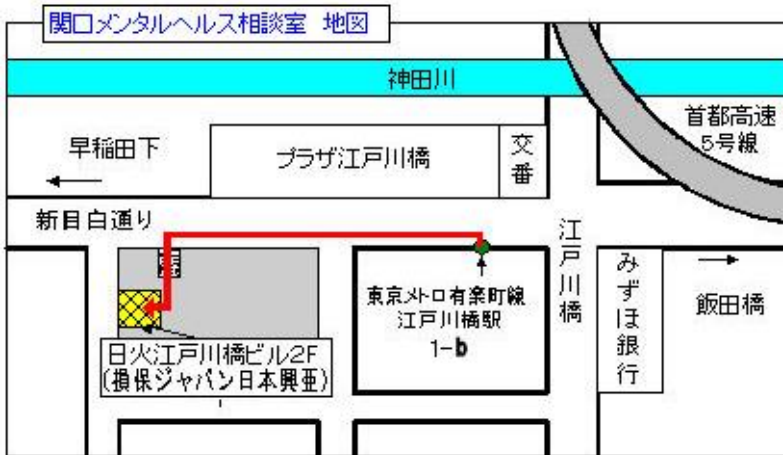 関口メンタルヘルス相談室 地図
神田川
首都高速
5号線
早稲田下
プラザ江戸川橋
交番
新目白通り
江戸川橋
みずほ銀行
飯田橋
東京メトロ有楽町線
江戸川橋駅
1-b
日火江戸川橋ビル2F
(損保ジャパン日本興亜)